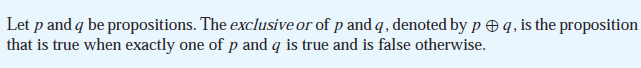 Let p and q be propositions. The exclusive or of p and q, denoted by p ⊕ q, is the proposition
that is true when exactly one of p and q is true and is false otherwise.